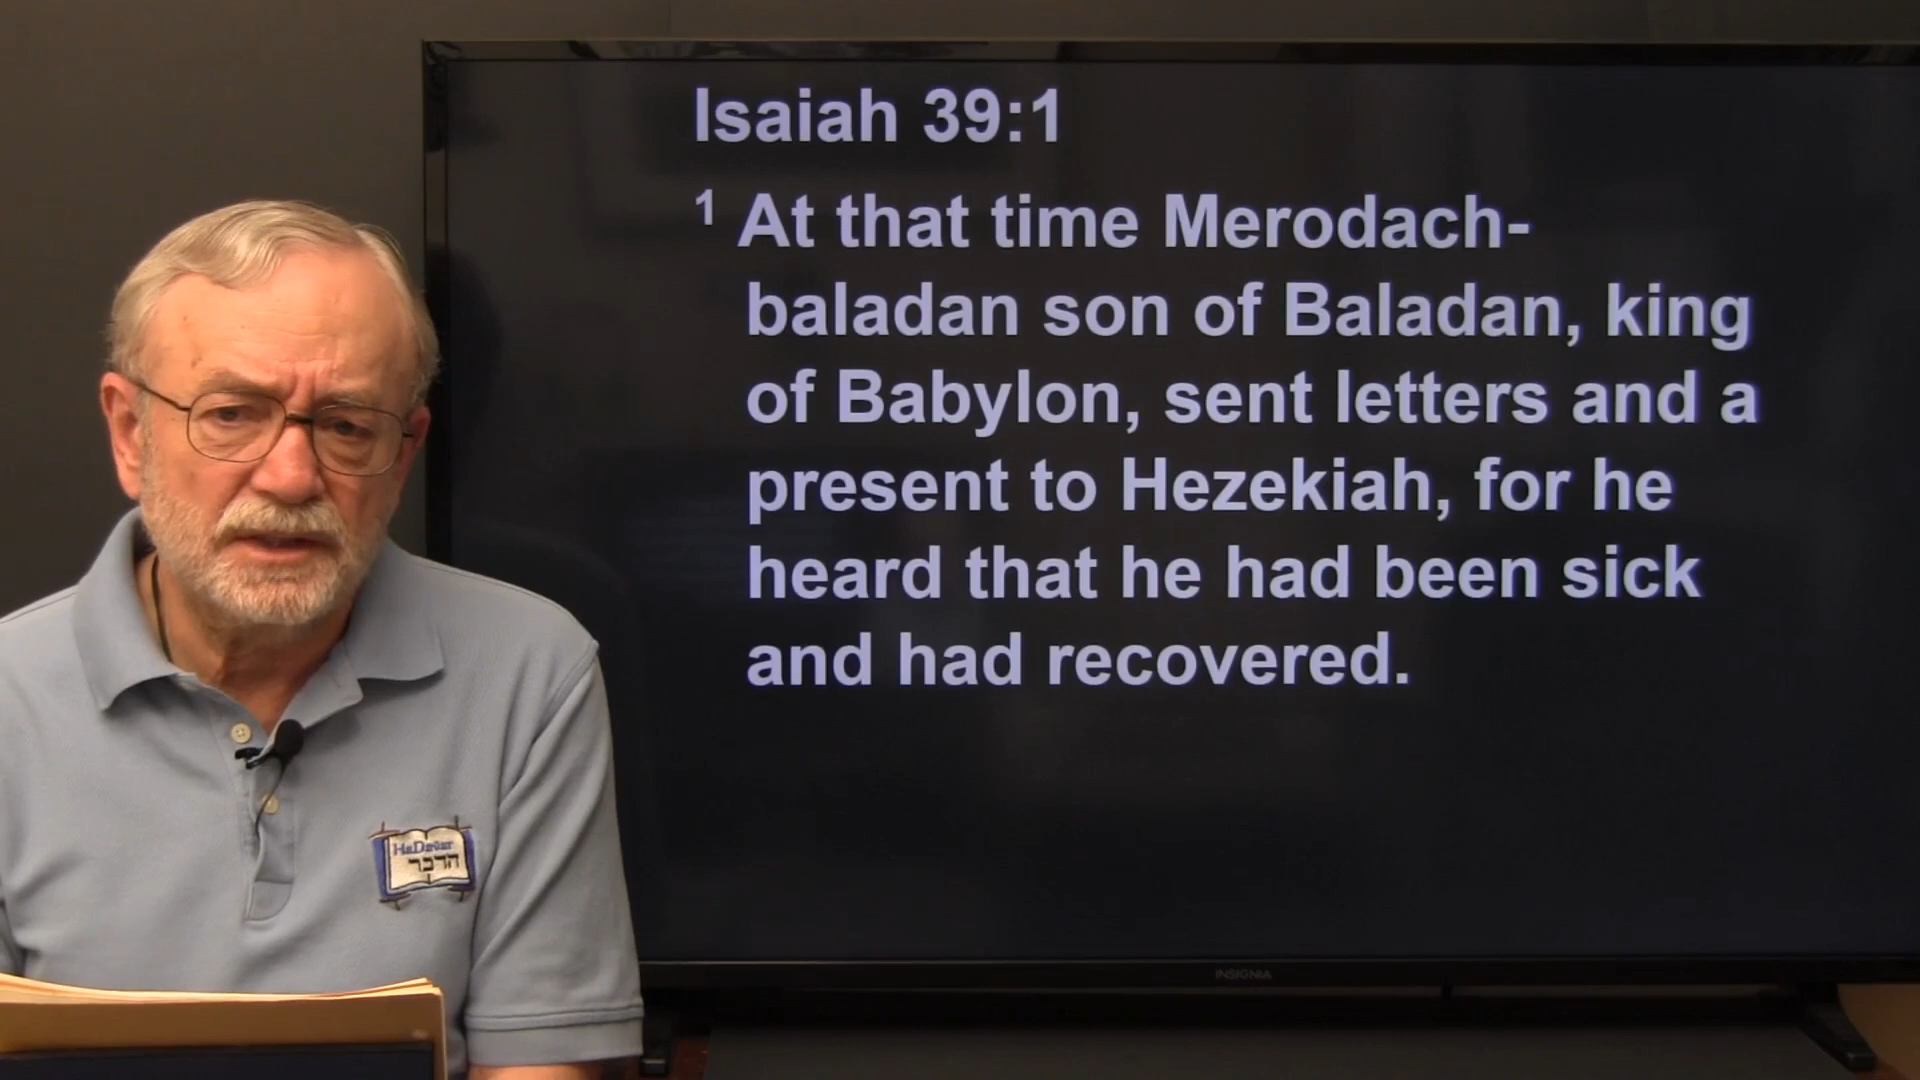 Isaiah 39:1
1 At that time Merodach-
baladan son of Baladan, king
of Babylon, sent letters and a
present to Hezekiah, for he
heard that he had been sick
and had recovered.
HaDavar
הדבר
INSIGNIA